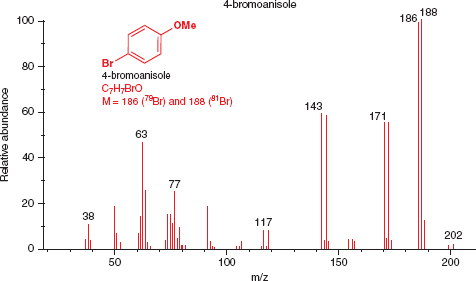 4-bromoanisole
100
80
60
40
20
0
Relative abundance
OMe
Br
4-bromoanisole
C7H7BrO
M = 186 (79Br) and 188 (81Br)
38
63
77
117
143
171
186
188
202
50
100
150
200
m/z